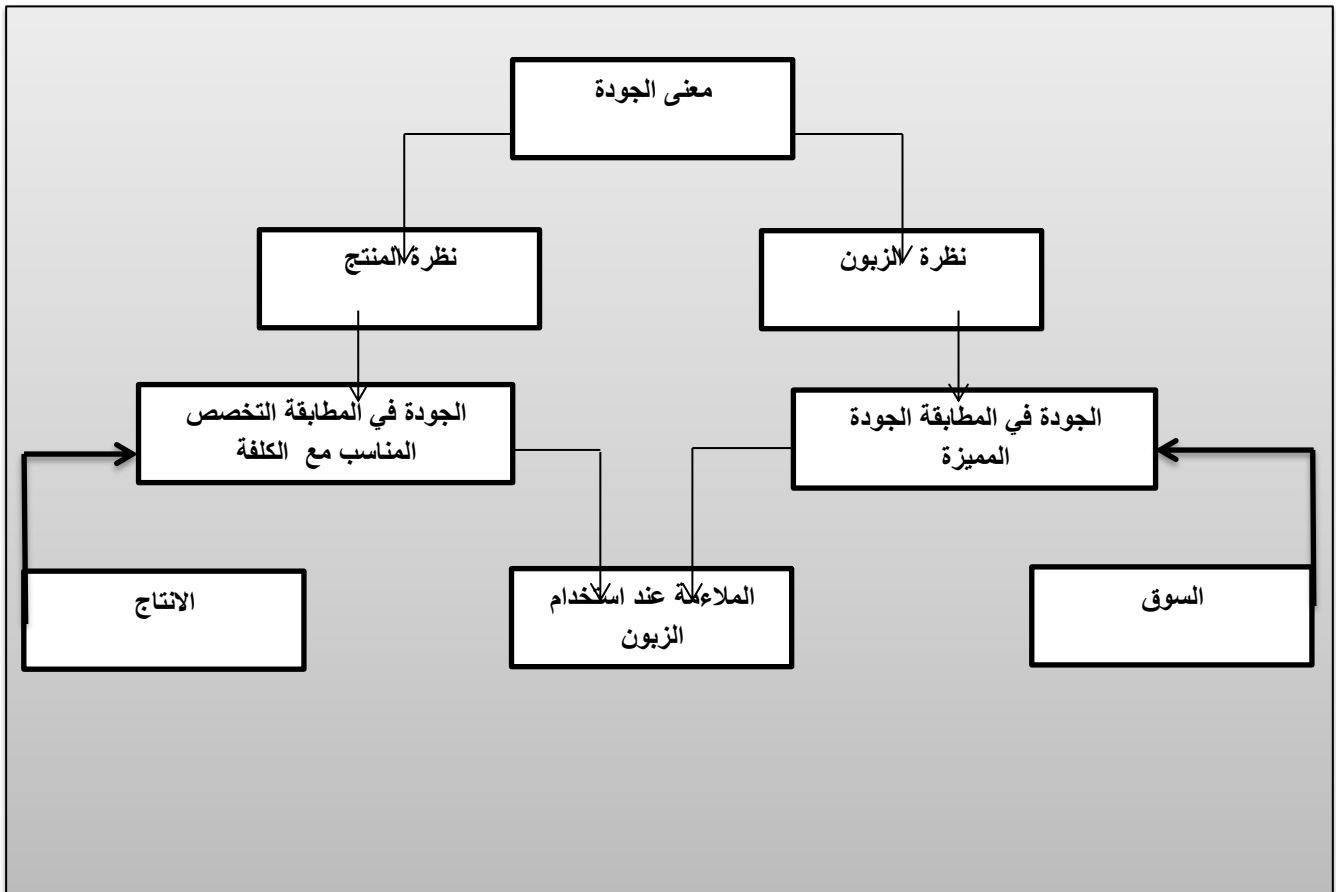 معنى الجودة
نظرة الزبون
نظرة المنتج
الجودة في المطابقة الجودة
المميزة
الجودة في المطابقة التخصص
المناسب مع الكلفة
السوق
الملاءمة عند استخدام
الزبون
الانتاج